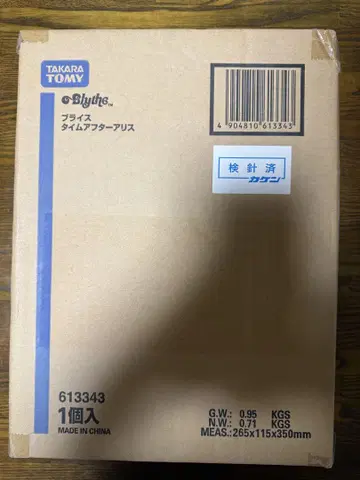 TAKARA
TOMY
Blythe™
ブライス
タイムアフターアリス
4 904810 613343
検針済
カケン
613343
1個入
MADE IN CHINA
G.W.: 0.95 KGS
N.W.: 0.71 KGS
MEAS.:265x115x350mm